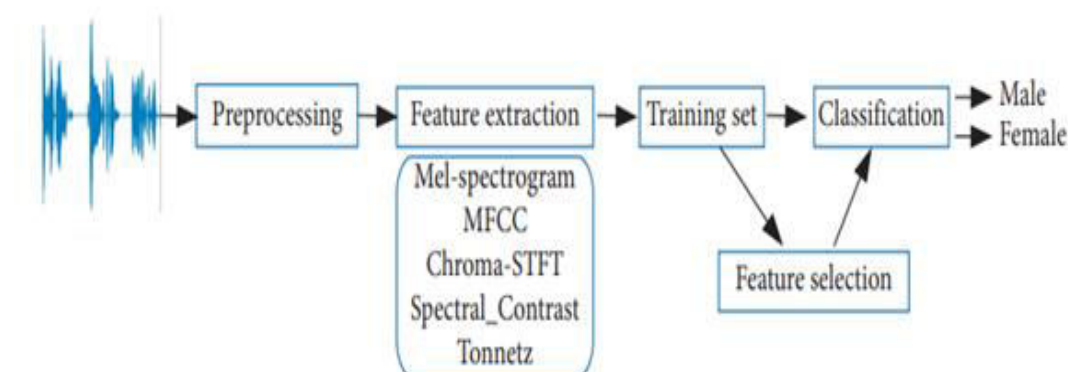 Preprocessing
Feature extraction
Training set
Classification
Male
Female
Mel-spectrogram
MFCC
Chroma-STFT
Spectral_Contrast
Tonnetz
Feature selection